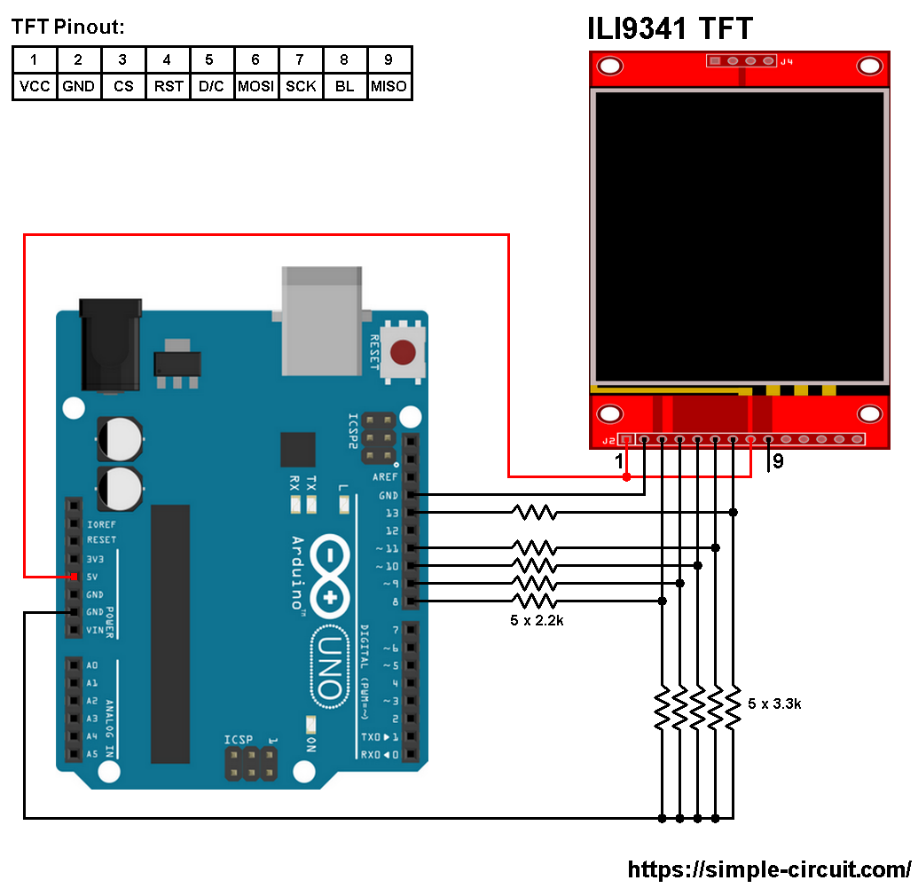 TFT Pinout:
1 2 3 4 5 6 7 8 9
VCC GND CS RST D/C MOSI SCK BL MISO
ILI9341 TFT
J4
J2
1
9
RESET
ICSP2
AREF
GND
13
12
~11
~10
~9
8
7
~6
~5
4
~3
2
TX0▶1
RX0◀0
DIGITAL (PWM=~)
RX
TX
L
Arduino™
UNO
IOREF
RESET
3V3
5V
GND
GND
VIN
POWER
A0
A1
A2
A3
A4
A5
ANALOG IN
ICSP
1
ON
5 x 2.2k
5 x 3.3k
https://simple-circuit.com/